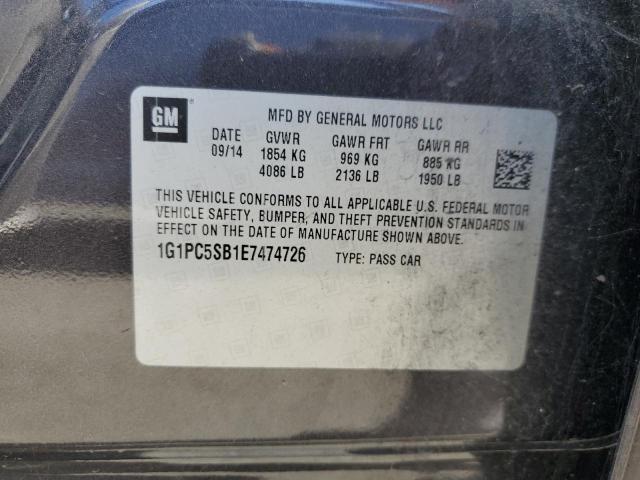 GM
MFD BY GENERAL MOTORS LLC
DATE GVWR GAWR FRT GAWR RR
09/14 1854 KG 969 KG 885 KG
4086 LB 2136 LB 1950 LB
THIS VEHICLE CONFORMS TO ALL APPLICABLE U.S. FEDERAL MOTOR
VEHICLE SAFETY, BUMPER, AND THEFT PREVENTION STANDARDS IN
EFFECT ON THE DATE OF MANUFACTURE SHOWN ABOVE.
1G1PC5SB1E7474726 TYPE: PASS CAR